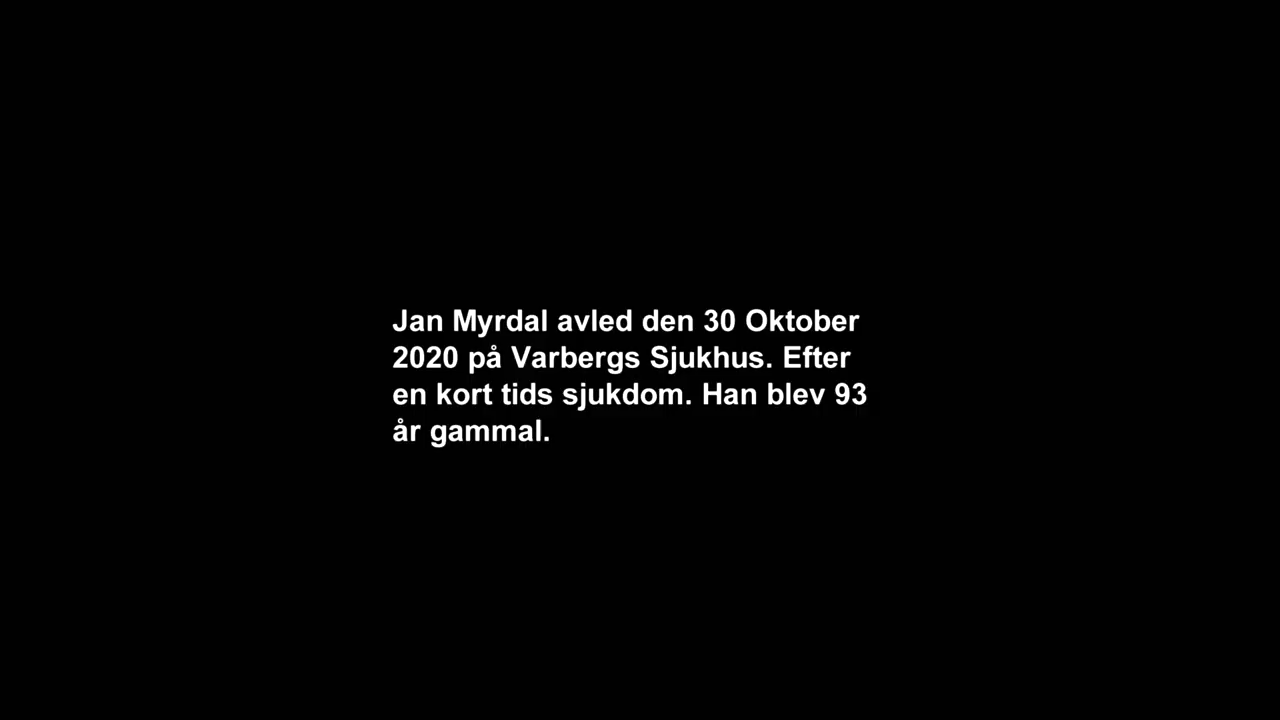 Jan Myrdal avled den 30 Oktober
2020 på Varbergs Sjukhus. Efter
en kort tids sjukdom. Han blev 93
år gammal.